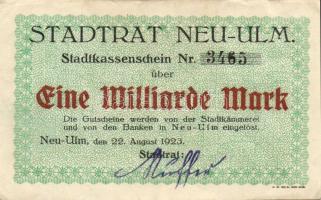 STADTRAT NEU-ULM.
Stadtkassenschein Nr. 3465
über
Eine Milliarde Mark
Die Gutscheine werden von der Stadtkämmerei
und von den Banken in Neu-Ulm eingelöst.
Neu-Ulm, den 22. August 1923.
Stadtrat: